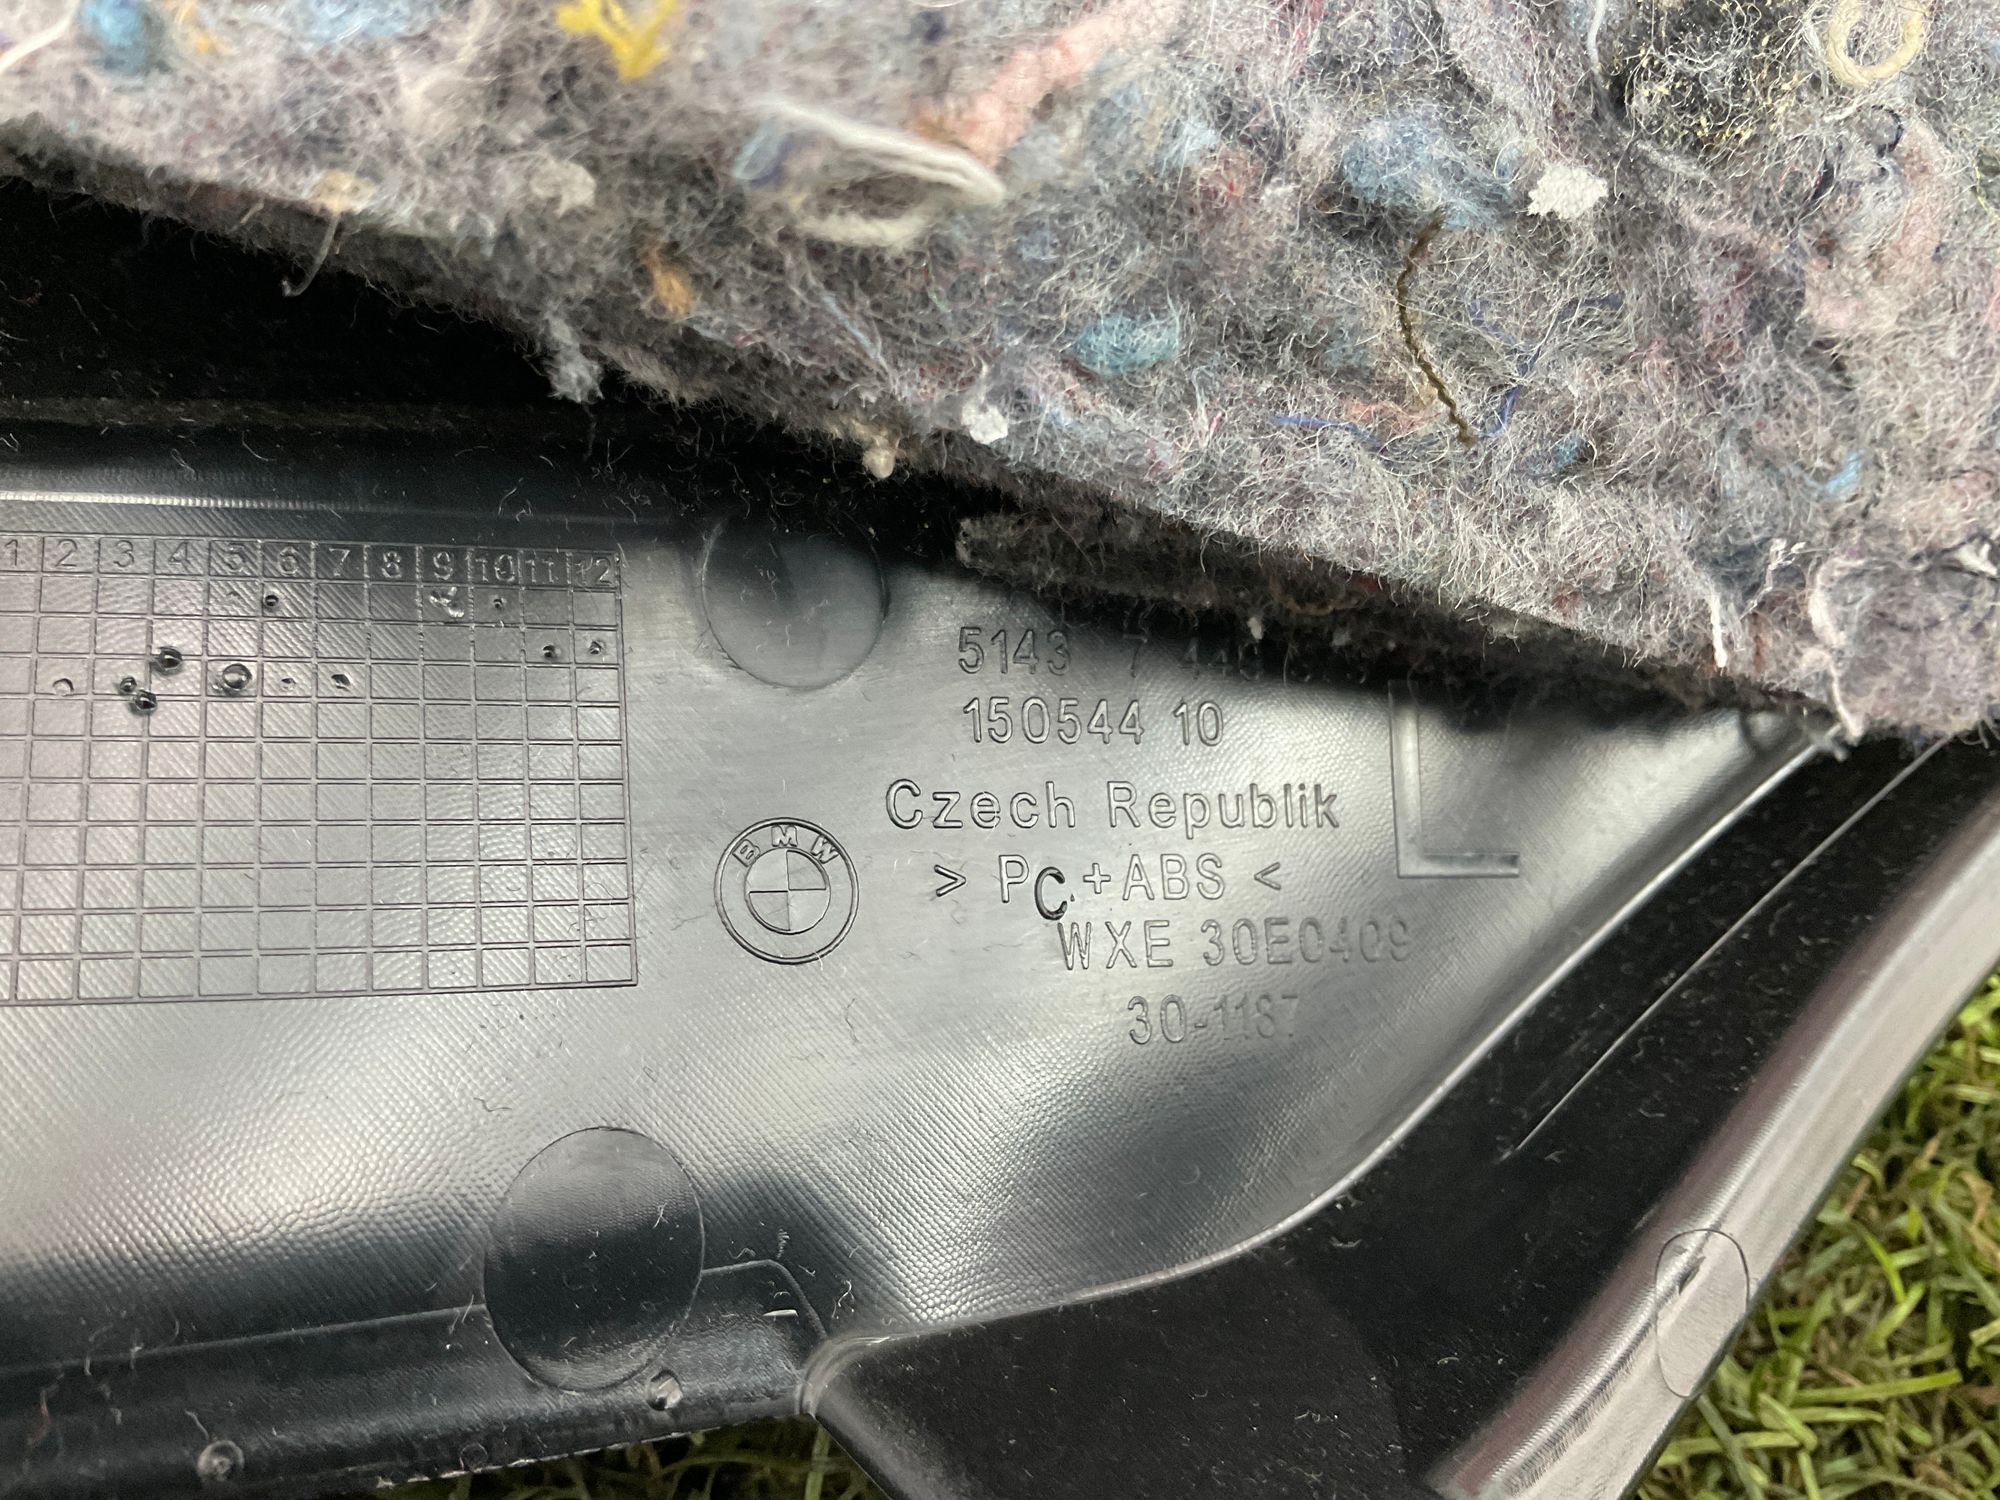 1 2 3 4 5 6 7 8 9 10 11 12
5143 7
150544 10
Czech Republik
> PC+ABS <
BMW
WXE 30E0409
30-1187
L